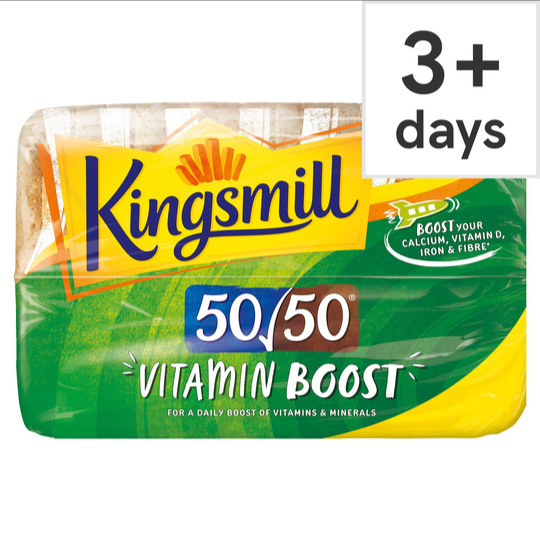 3+
days
Kingsmill
BOOST YOUR
CALCIUM, VITAMIN D,
IRON & FIBRE*
50/50®
VITAMIN BOOST
FOR A DAILY BOOST OF VITAMINS & MINERALS